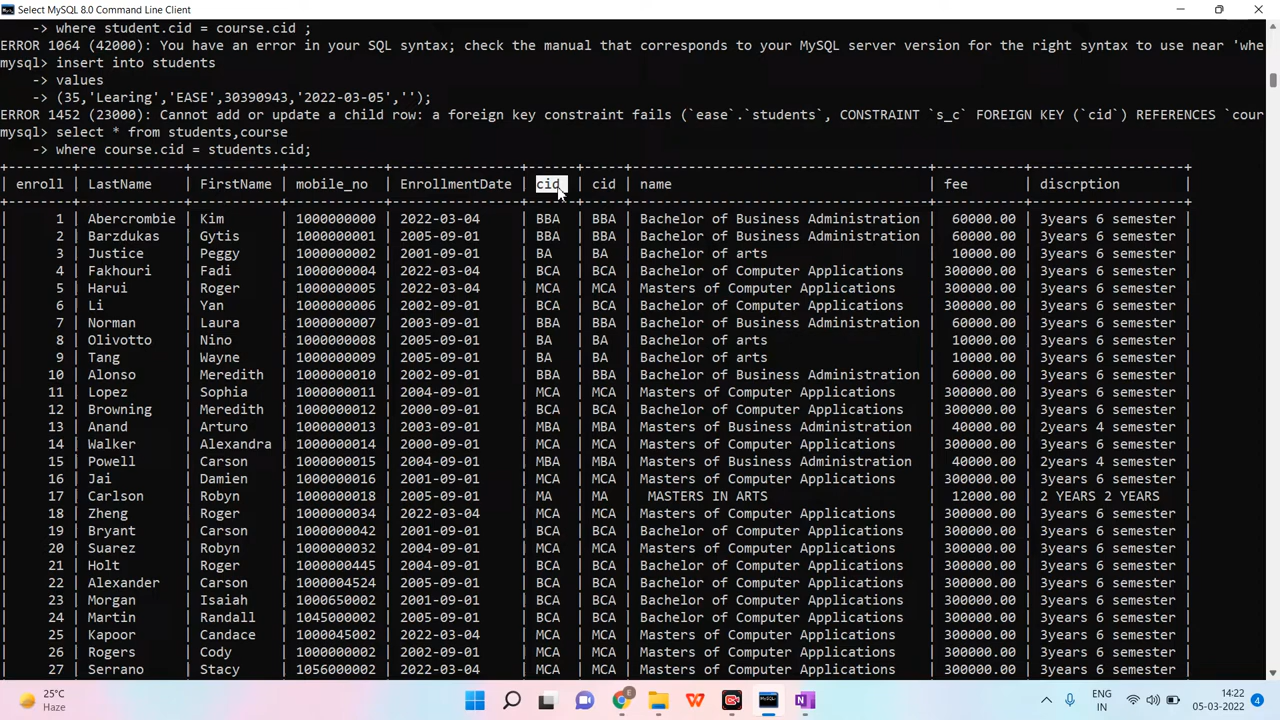 Select MySQL 8.0 Command Line Client
-> where student.cid = course.cid ;
ERROR 1064 (42000): You have an error in your SQL syntax; check the manual that corresponds to your MySQL server version for the right syntax to use near 'whe
mysql> insert into students
-> values
-> (35,'Learing','EASE',30390943,'2022-03-05','');
ERROR 1452 (23000): Cannot add or update a child row: a foreign key constraint fails (`ease`.`students`, CONSTRAINT `s_c` FOREIGN KEY (`cid`) REFERENCES `cour
mysql> select * from students,course
-> where course.cid = students.cid;
| enroll | LastName | FirstName | mobile_no | EnrollmentDate | cid | cid | name | fee | discrption |
| 1 | Abercrombie | Kim | 1000000000 | 2022-03-04 | BBA | BBA | Bachelor of Business Administration | 60000.00 | 3years 6 semester |
| 2 | Barzdukas | Gytis | 1000000001 | 2005-09-01 | BBA | BBA | Bachelor of Business Administration | 60000.00 | 3years 6 semester |
| 3 | Justice | Peggy | 1000000002 | 2001-09-01 | BA | BA | Bachelor of arts | 10000.00 | 3years 6 semester |
| 4 | Fakhouri | Fadi | 1000000004 | 2022-03-04 | BCA | BCA | Bachelor of Computer Applications | 300000.00 | 3years 6 semester |
| 5 | Harui | Roger | 1000000005 | 2022-03-04 | MCA | MCA | Masters of Computer Applications | 300000.00 | 3years 6 semester |
| 6 | Li | Yan | 1000000006 | 2002-09-01 | BCA | BCA | Bachelor of Computer Applications | 300000.00 | 3years 6 semester |
| 7 | Norman | Laura | 1000000007 | 2003-09-01 | BBA | BBA | Bachelor of Business Administration | 60000.00 | 3years 6 semester |
| 8 | Olivotto | Nino | 1000000008 | 2005-09-01 | BA | BA | Bachelor of arts | 10000.00 | 3years 6 semester |
| 9 | Tang | Wayne | 1000000009 | 2005-09-01 | BA | BA | Bachelor of arts | 10000.00 | 3years 6 semester |
| 10 | Alonso | Meredith | 1000000010 | 2002-09-01 | BBA | BBA | Bachelor of Business Administration | 60000.00 | 3years 6 semester |
| 11 | Lopez | Sophia | 1000000011 | 2004-09-01 | MCA | MCA | Masters of Computer Applications | 300000.00 | 3years 6 semester |
| 12 | Browning | Meredith | 1000000012 | 2000-09-01 | BCA | BCA | Bachelor of Computer Applications | 300000.00 | 3years 6 semester |
| 13 | Anand | Arturo | 1000000013 | 2003-09-01 | MBA | MBA | Masters of Business Administration | 40000.00 | 2years 4 semester |
| 14 | Walker | Alexandra | 1000000014 | 2000-09-01 | MCA | MCA | Masters of Computer Applications | 300000.00 | 3years 6 semester |
| 15 | Powell | Carson | 1000000015 | 2004-09-01 | MBA | MBA | Masters of Business Administration | 40000.00 | 2years 4 semester |
| 16 | Jai | Damien | 1000000016 | 2001-09-01 | MCA | MCA | Masters of Computer Applications | 300000.00 | 3years 6 semester |
| 17 | Carlson | Robyn | 1000000018 | 2005-09-01 | MA | MA | MASTERS IN ARTS | 12000.00 | 2 YEARS 2 YEARS |
| 18 | Zheng | Roger | 1000000034 | 2022-03-04 | MCA | MCA | Masters of Computer Applications | 300000.00 | 3years 6 semester |
| 19 | Bryant | Carson | 1000000042 | 2001-09-01 | BCA | BCA | Bachelor of Computer Applications | 300000.00 | 3years 6 semester |
| 20 | Suarez | Robyn | 1000000032 | 2004-09-01 | MCA | MCA | Masters of Computer Applications | 300000.00 | 3years 6 semester |
| 21 | Holt | Roger | 1000000445 | 2004-09-01 | BCA | BCA | Bachelor of Computer Applications | 300000.00 | 3years 6 semester |
| 22 | Alexander | Carson | 1000004524 | 2005-09-01 | BCA | BCA | Bachelor of Computer Applications | 300000.00 | 3years 6 semester |
| 23 | Morgan | Isaiah | 1000650002 | 2001-09-01 | BCA | BCA | Bachelor of Computer Applications | 300000.00 | 3years 6 semester |
| 24 | Martin | Randall | 1045000002 | 2005-09-01 | BCA | BCA | Bachelor of Computer Applications | 300000.00 | 3years 6 semester |
| 25 | Kapoor | Candace | 1000045002 | 2022-03-04 | MCA | MCA | Masters of Computer Applications | 300000.00 | 3years 6 semester |
| 26 | Rogers | Cody | 1000000002 | 2002-09-01 | MCA | MCA | Masters of Computer Applications | 300000.00 | 3years 6 semester |
| 27 | Serrano | Stacy | 1056000002 | 2022-03-04 | MCA | MCA | Masters of Computer Applications | 300000.00 | 3years 6 semester |
25°C
Haze
ENG
IN
14:22
05-03-2022
4